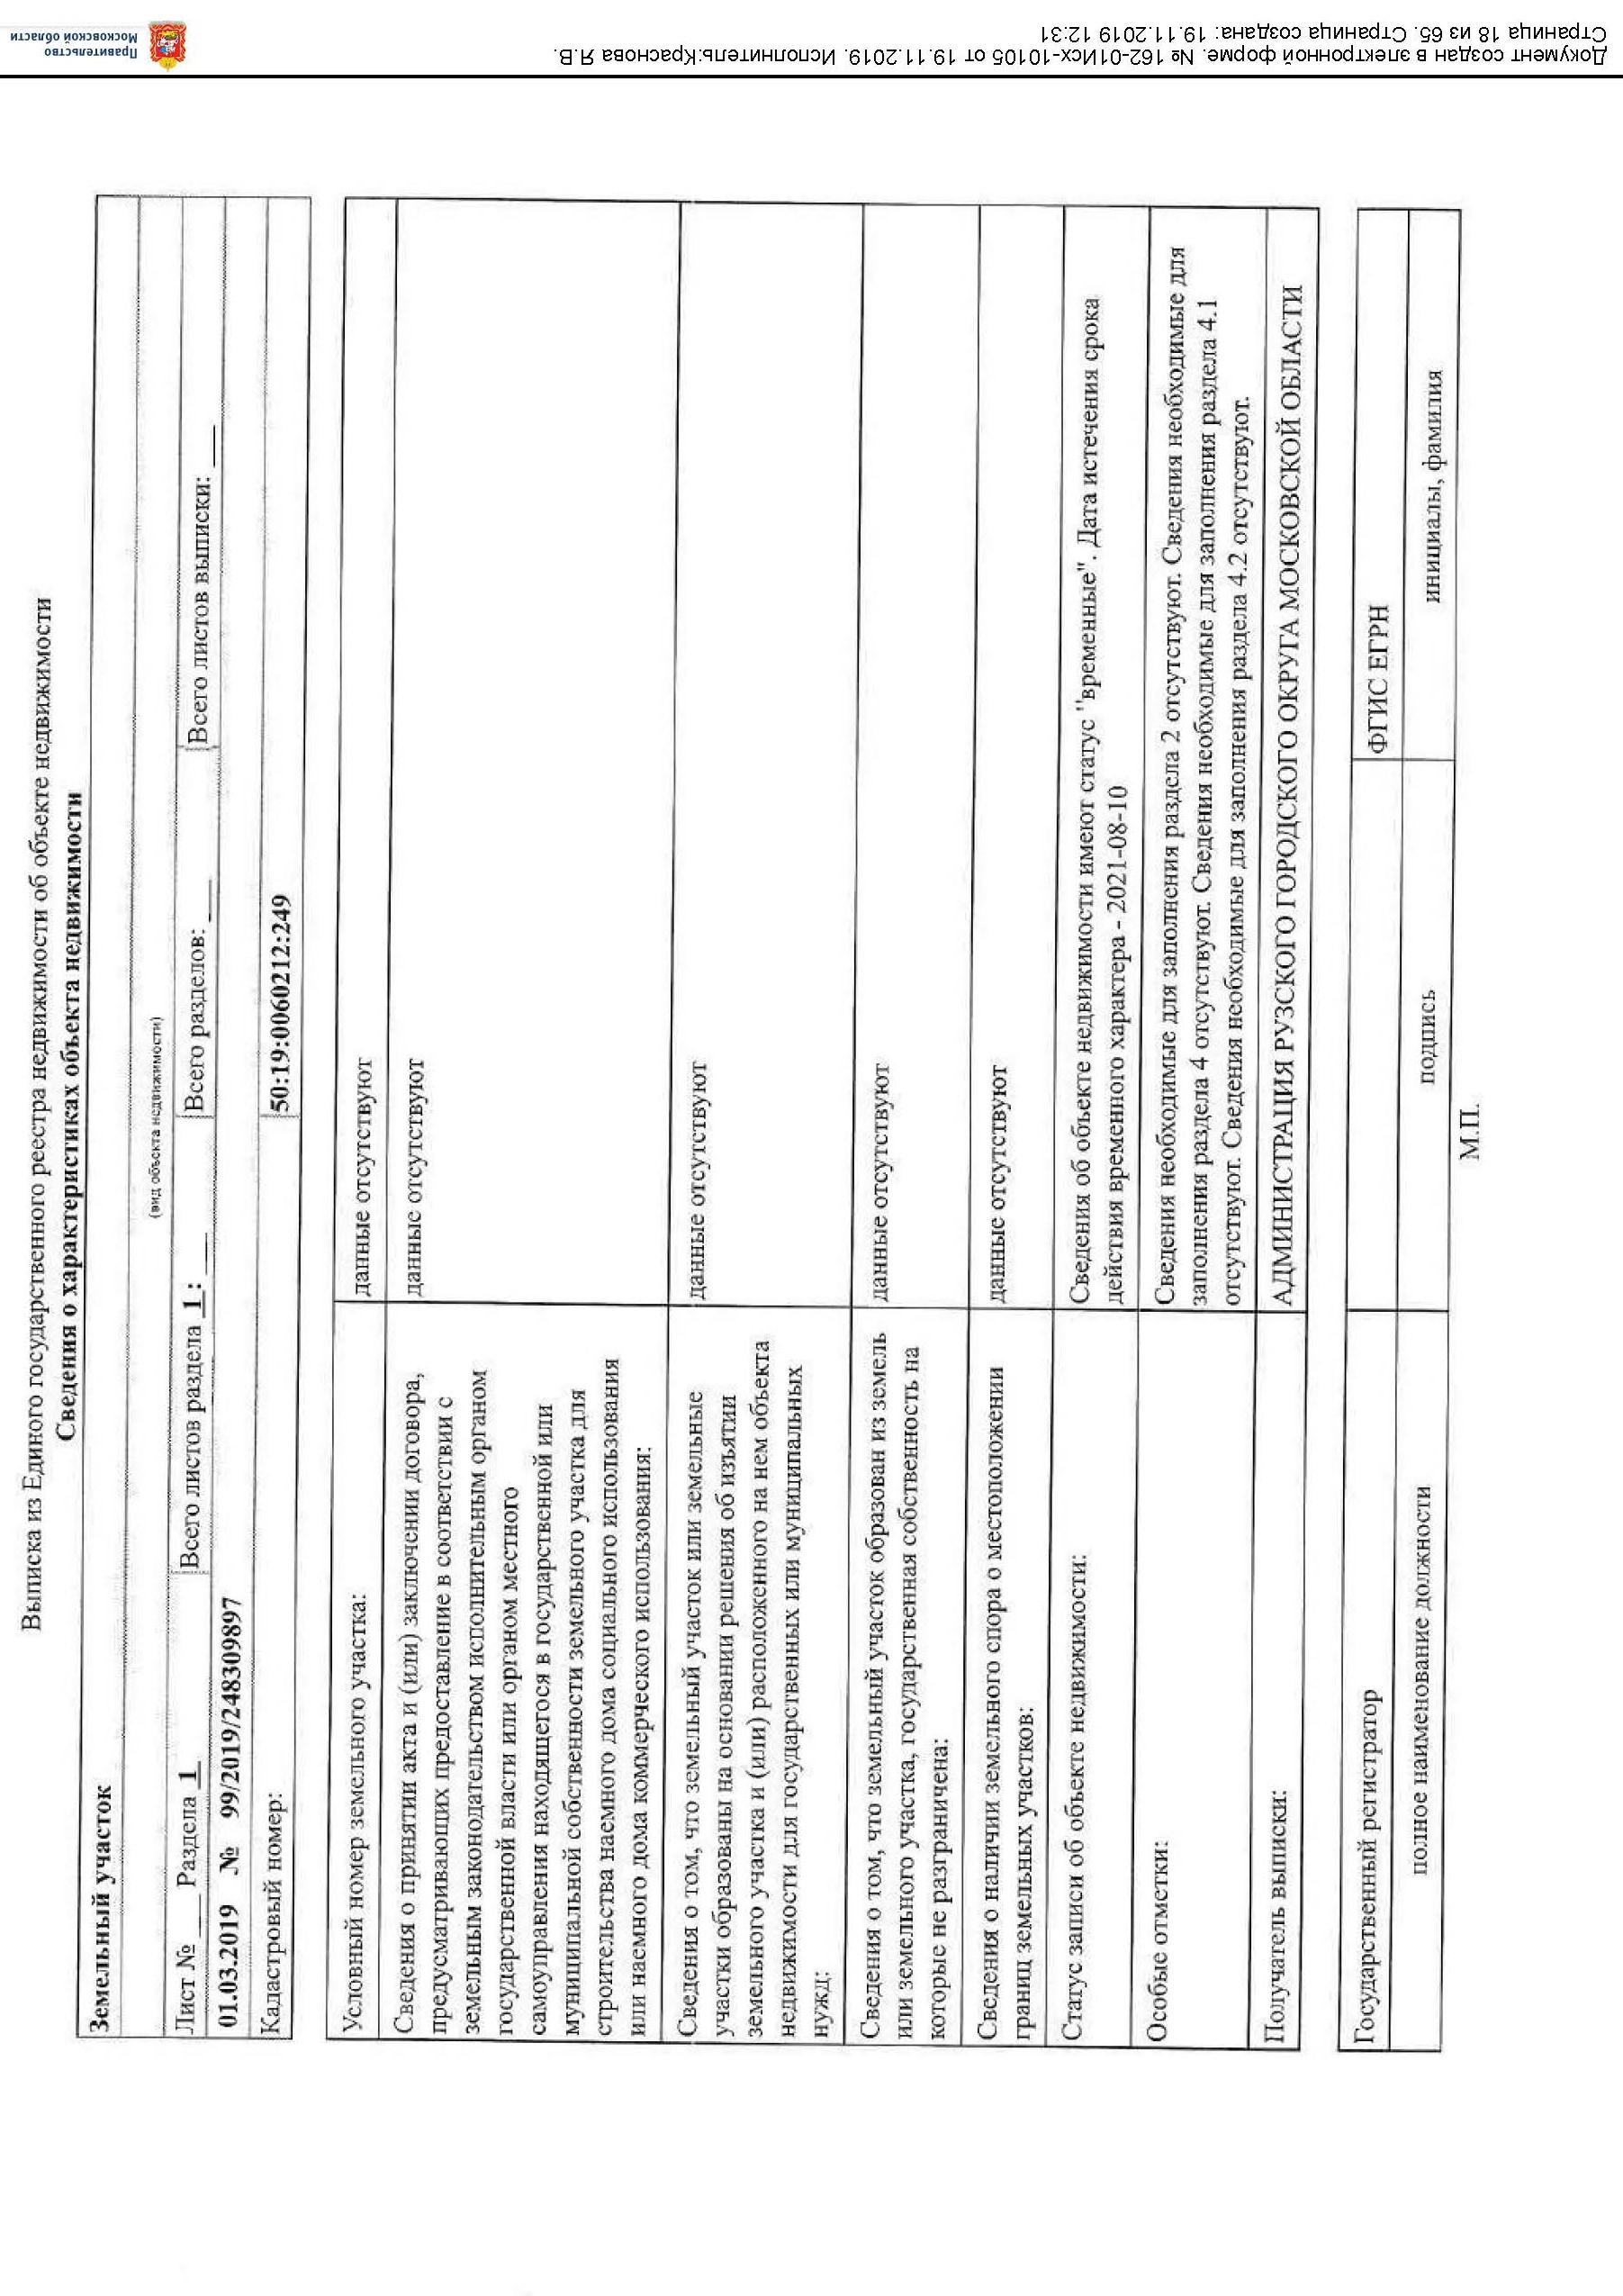 Выписка из Единого государственного реестра недвижимости об объекте недвижимости
Сведения о характеристиках объекта недвижимости
Земельный участок
(вид объекта недвижимости)
Лист № ___ Раздела 1 Всего листов раздела 1 : ___ Всего разделов: ___ Всего листов выписки: ___
01.03.2019 № 99/2019/248309897
Кадастровый номер: 50:19:0060212:249
Условный номер земельного участка: данные отсутствуют
Сведения о принятии акта и (или) заключении договора, данные отсутствуют
предусматривающих предоставление в соответствии с
земельным законодательством исполнительным органом
государственной власти или органом местного
самоуправления находящегося в государственной или
муниципальной собственности земельного участка для
строительства наемного дома социального использования
или наемного дома коммерческого использования:
Сведения о том, что земельный участок или земельные данные отсутствуют
участки образованы на основании решения об изъятии
земельного участка и (или) расположенного на нем объекта
недвижимости для государственных или муниципальных
нужд:
Сведения о том, что земельный участок образован из земель данные отсутствуют
или земельного участка, государственная собственность на
которые не разграничена:
Сведения о наличии земельного спора о местоположении данные отсутствуют
границ земельных участков:
Статус записи об объекте недвижимости: Сведения об объекте недвижимости имеют статус "временные". Дата истечения срока
действия временного характера - 2021-08-10
Особые отметки: Сведения необходимые для заполнения раздела 2 отсутствуют. Сведения необходимые для
заполнения раздела 4 отсутствуют. Сведения необходимые для заполнения раздела 4.1
отсутствуют. Сведения необходимые для заполнения раздела 4.2 отсутствуют.
Получатель выписки: АДМИНИСТРАЦИЯ РУЗСКОГО ГОРОДСКОГО ОКРУГА МОСКОВСКОЙ ОБЛАСТИ
Государственный регистратор ФГИС ЕГРН
полное наименование должности подпись инициалы, фамилия
М.П.
Документ создан в электронной форме. № 162-01Исх-10105 от 19.11.2019. Исполнитель:Краснова Я.В.
Страница 18 из 65. Страница создана: 19.11.2019 12:31
Правительство
Московской области